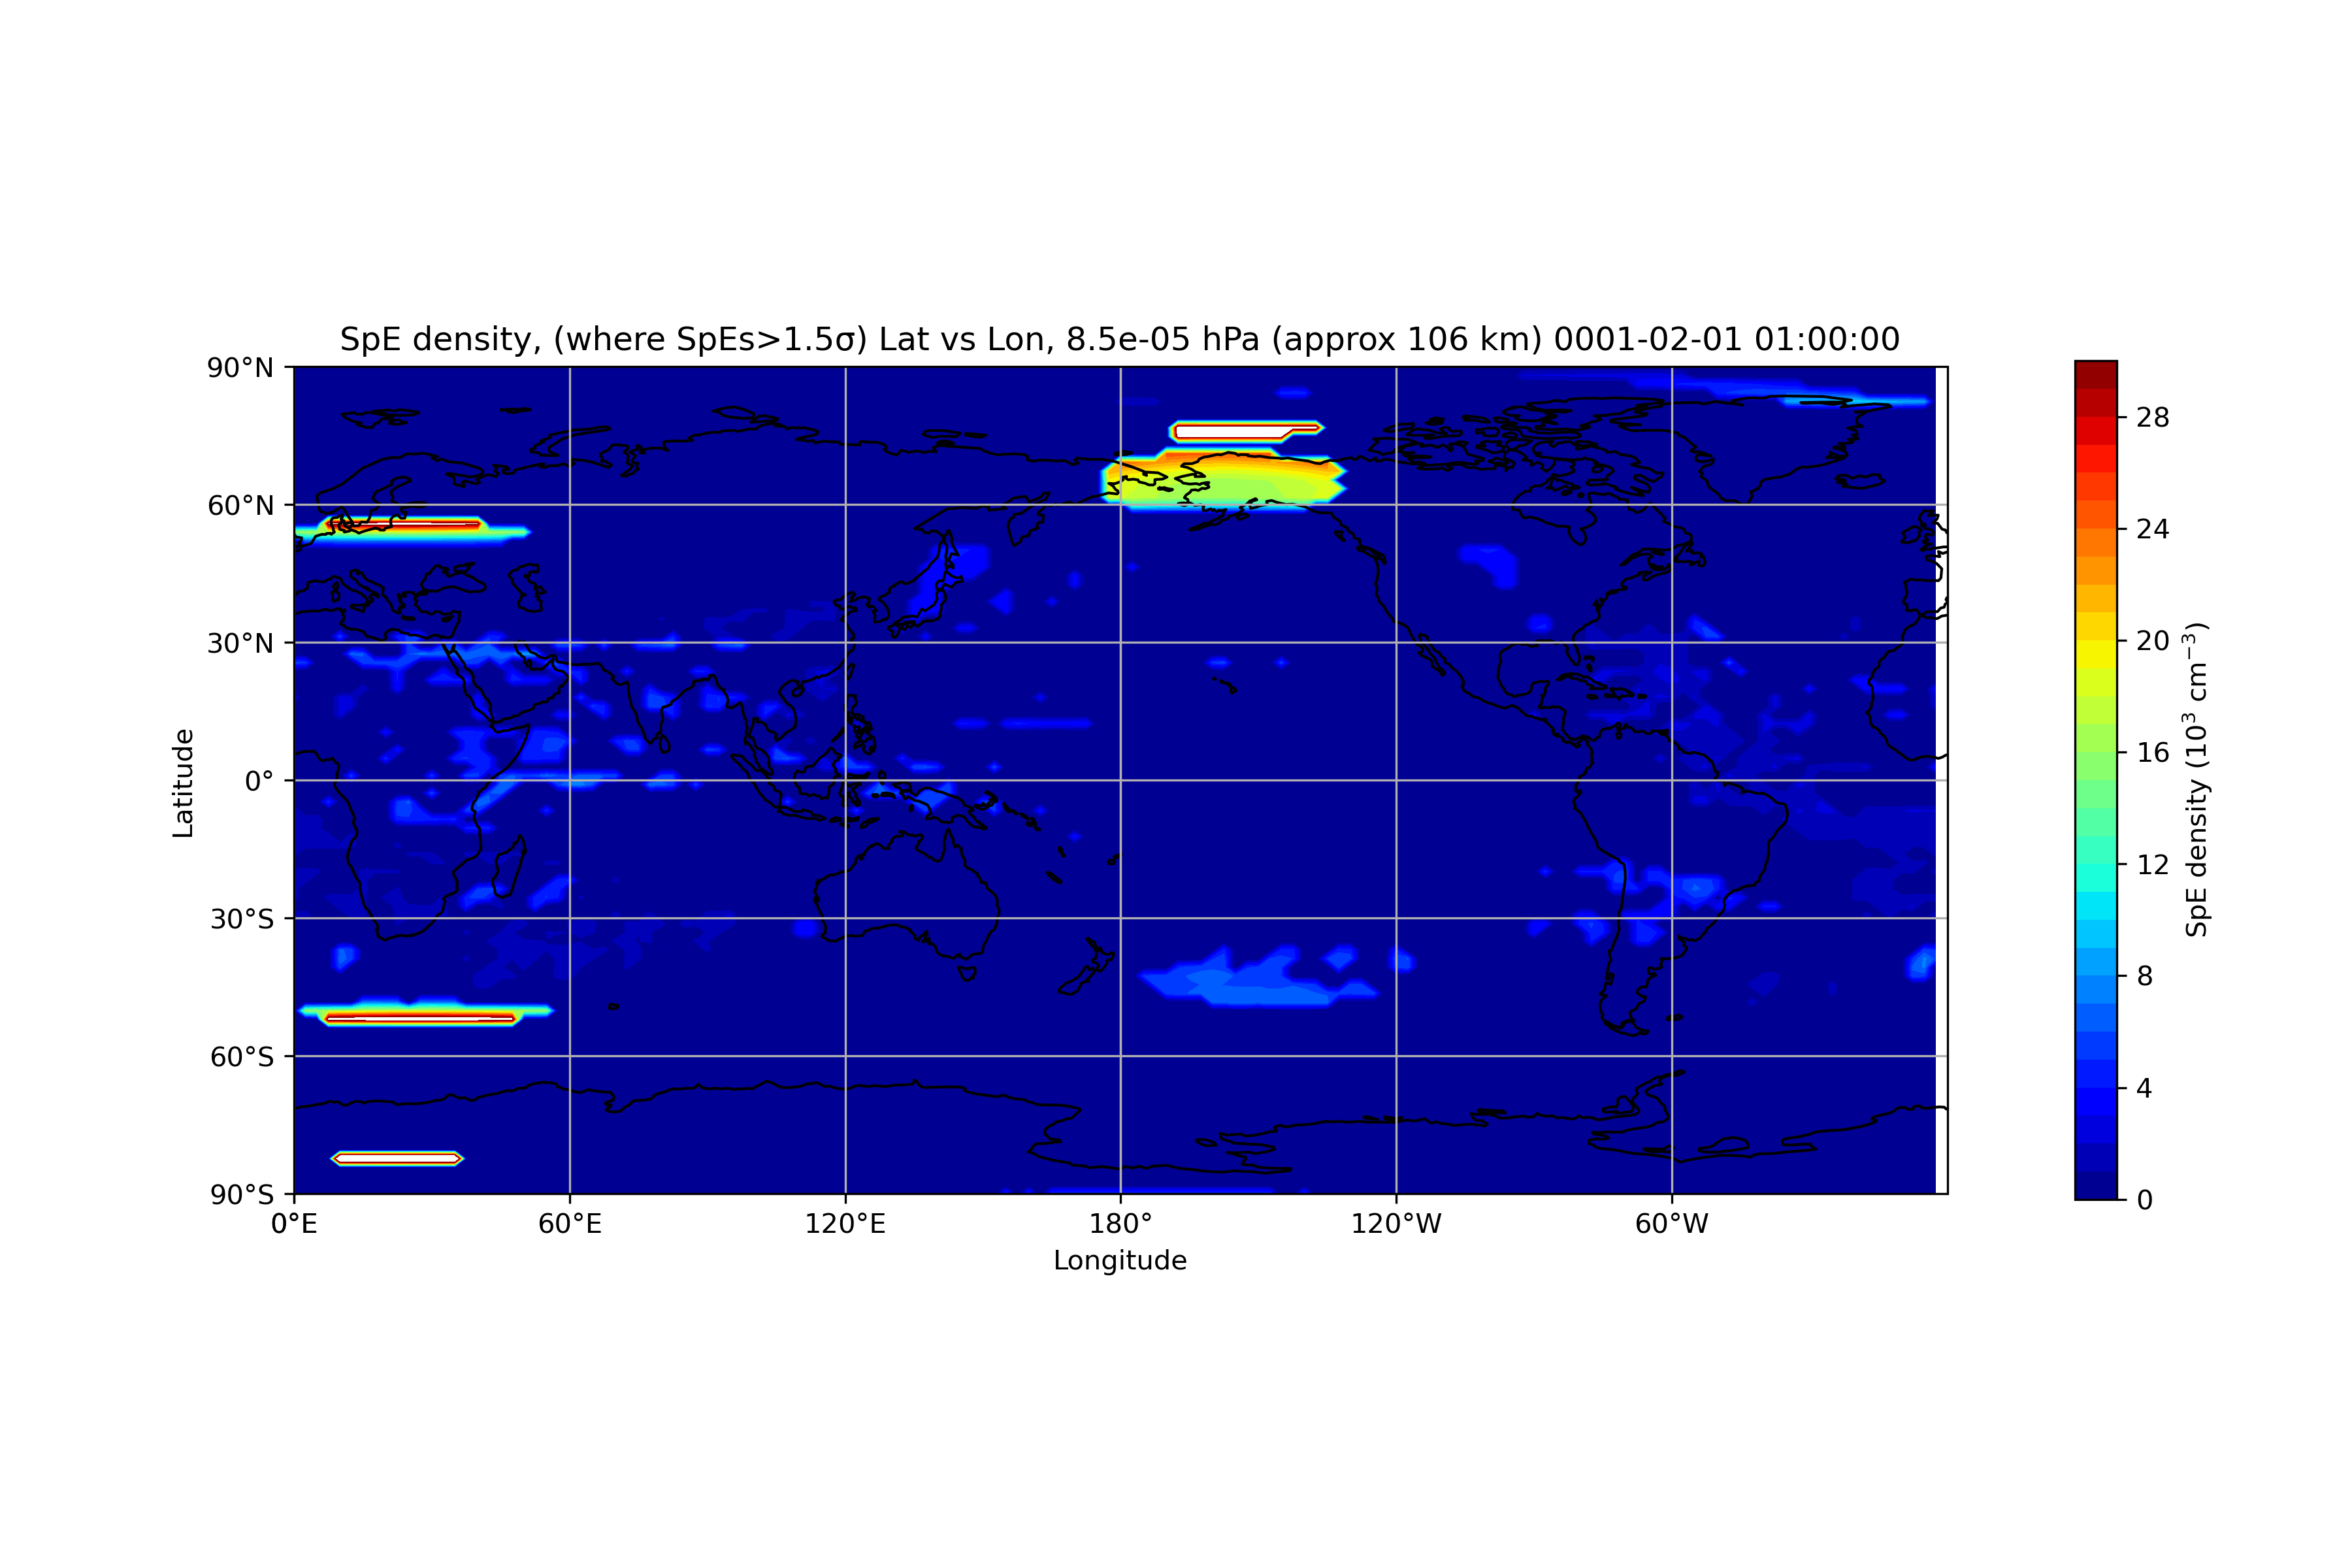 SpE density, (where SpEs>1.5σ) Lat vs Lon, 8.5e-05 hPa (approx 106 km) 0001-02-01 01:00:00
90°N
60°N
30°N
0°
30°S
60°S
90°S
Latitude
0°E
60°E
120°E
180°
120°W
60°W
Longitude
28
24
20
16
12
8
4
0
SpE density (10³ cm⁻³)